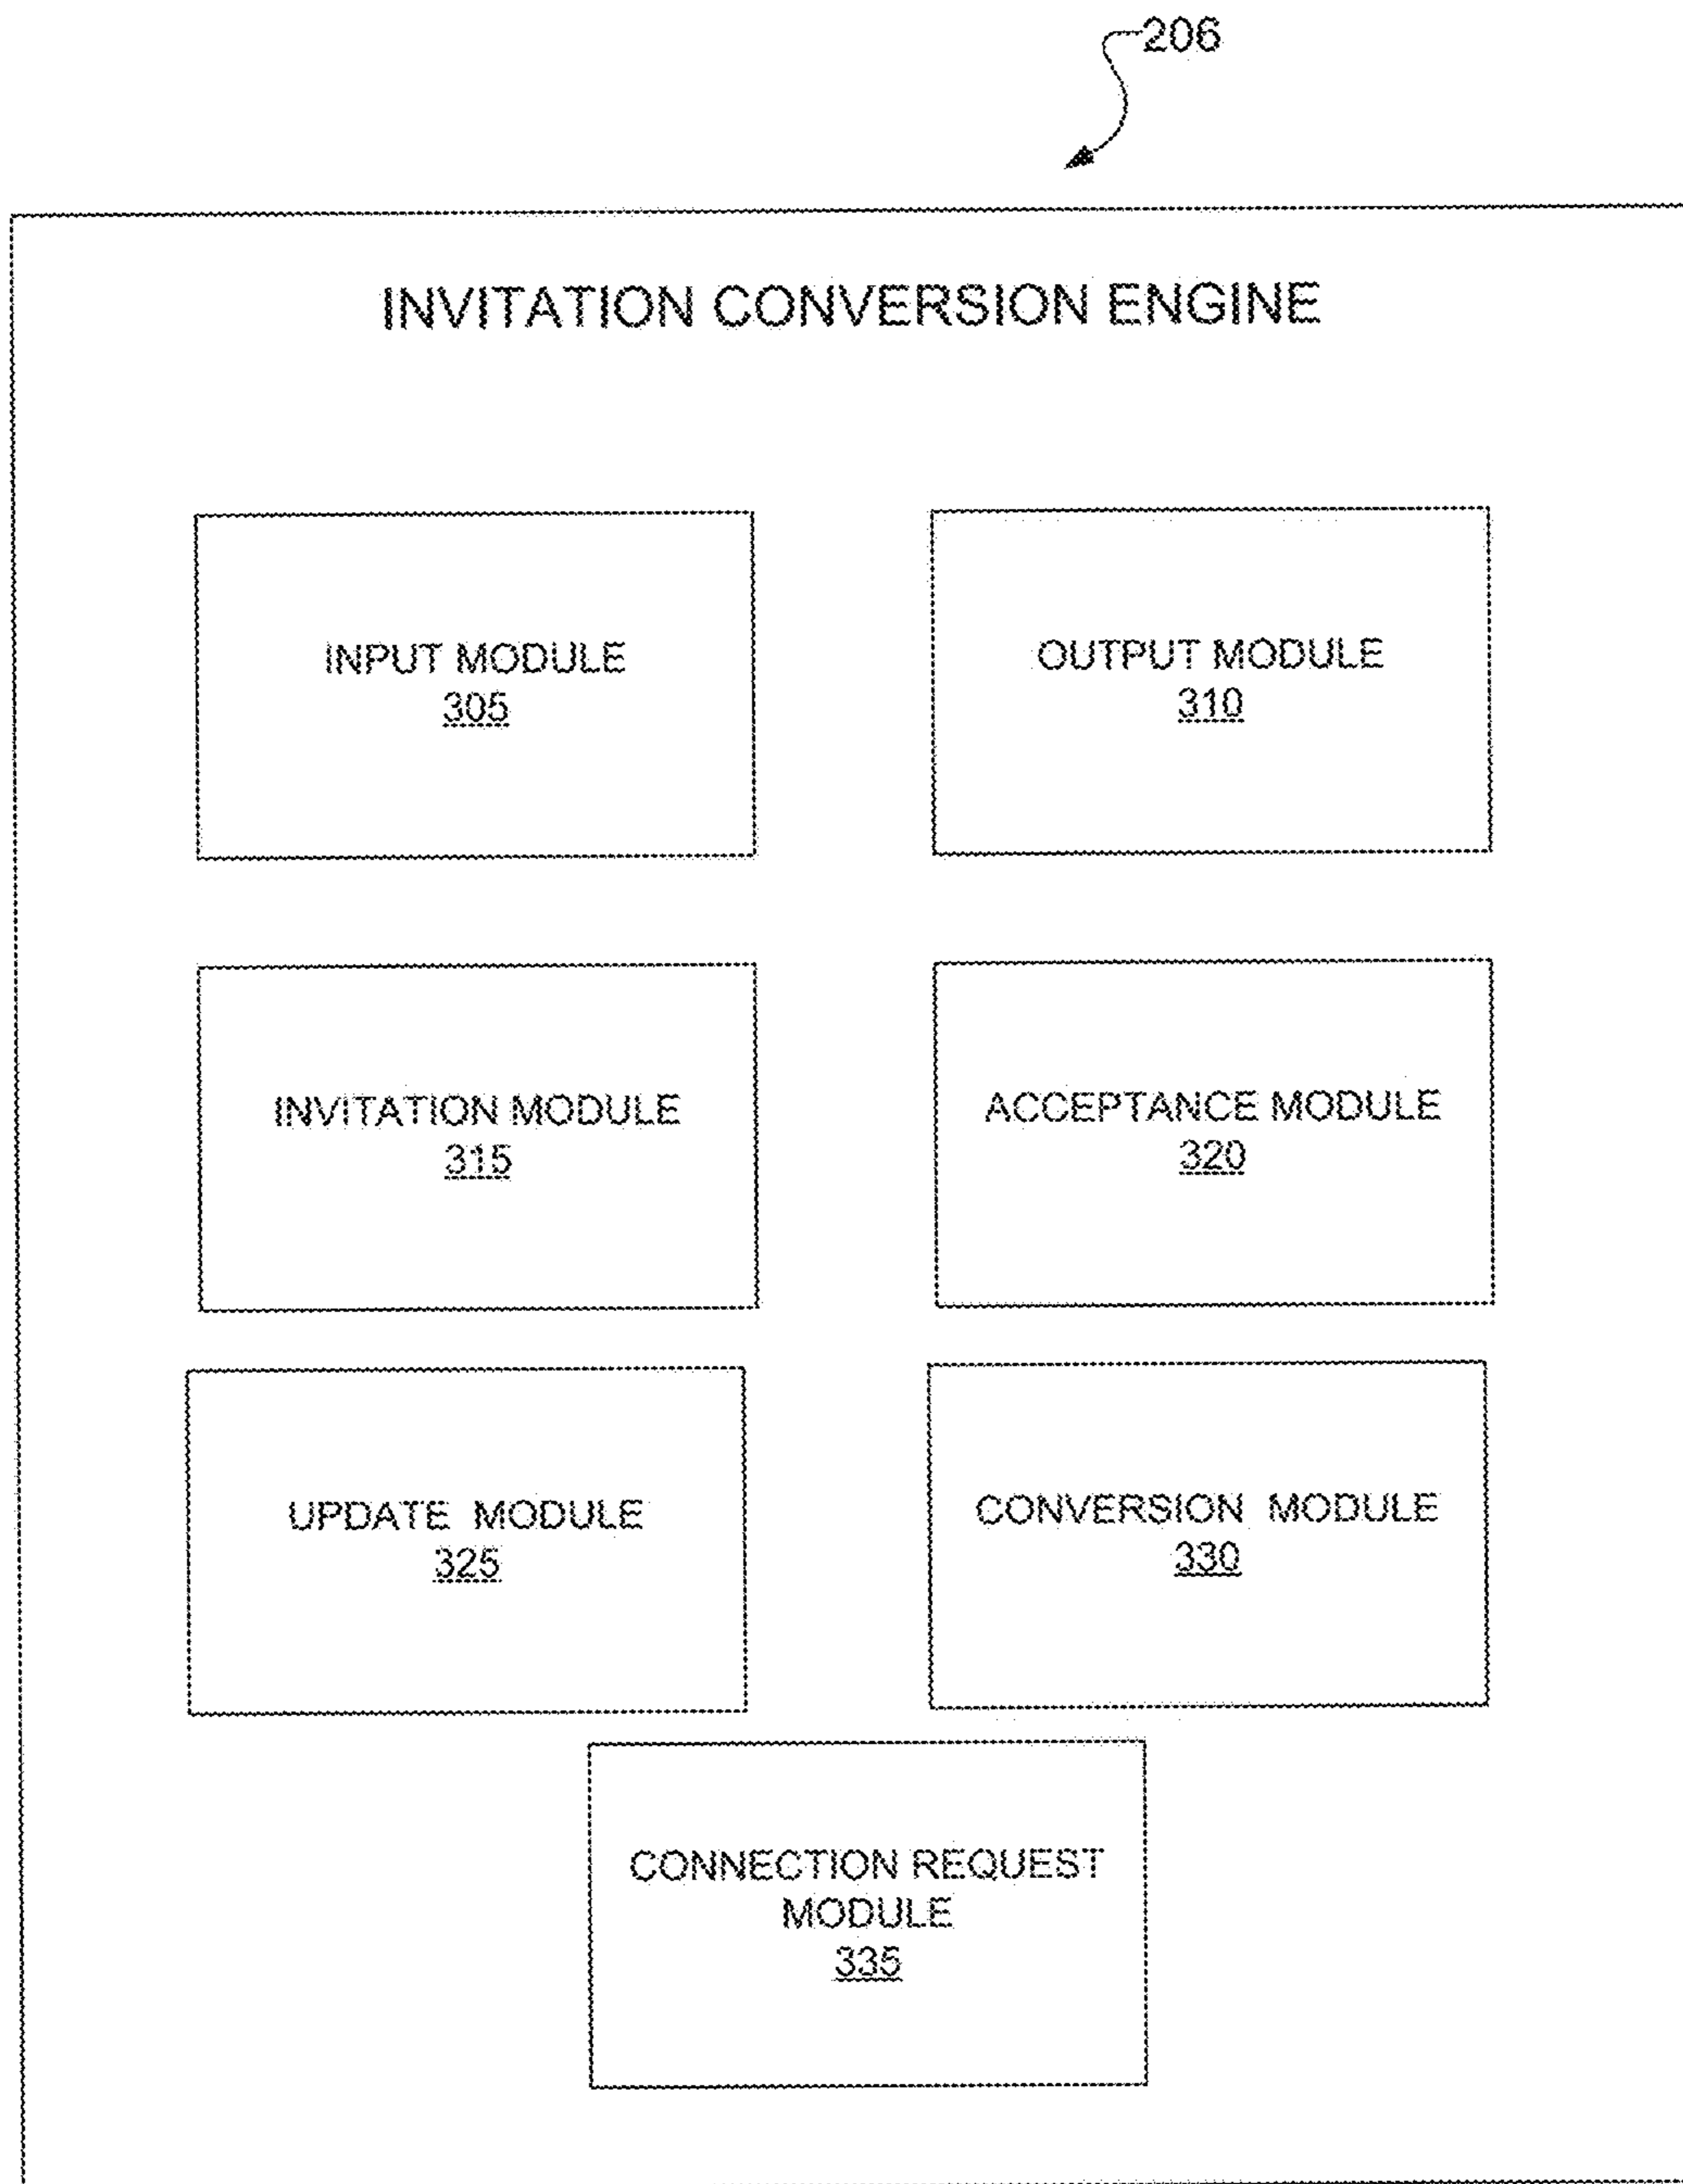 206
INVITATION CONVERSION ENGINE
INPUT MODULE
305
OUTPUT MODULE
310
INVITATION MODULE
315
ACCEPTANCE MODULE
320
UPDATE MODULE
325
CONVERSION MODULE
330
CONNECTION REQUEST
MODULE
335